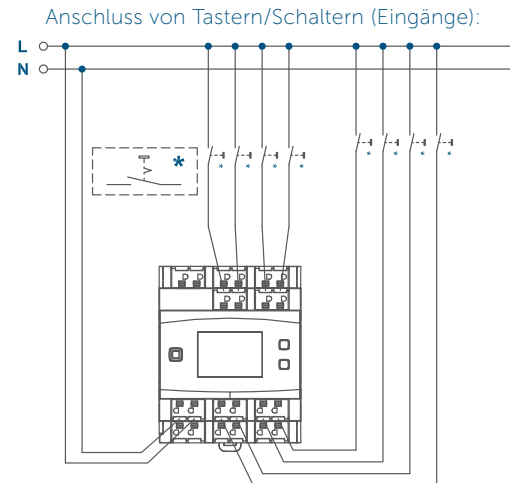 Anschluss von Tastern/Schaltern (Eingänge):
L
N
* * * * * * * *
*